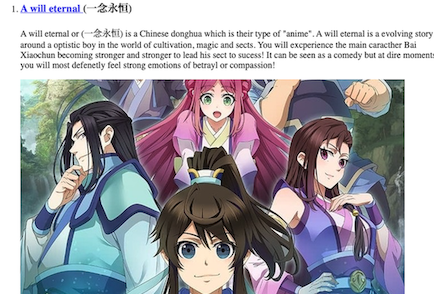 1. A will eternal (一念永恒)
A will eternal or (一念永恒) is a Chinese donghua which is their type of "anime". A will eternal is a evolving story
around a optistic boy in the world of cultivation, magic and sects. You will excperience the main caracther Bai
Xiaochun becoming stronger and stronger to lead his sect to sucess! It can be seen as a comedy but at dire moments
you will most defenetly feel strong emotions of betrayl or compassion!